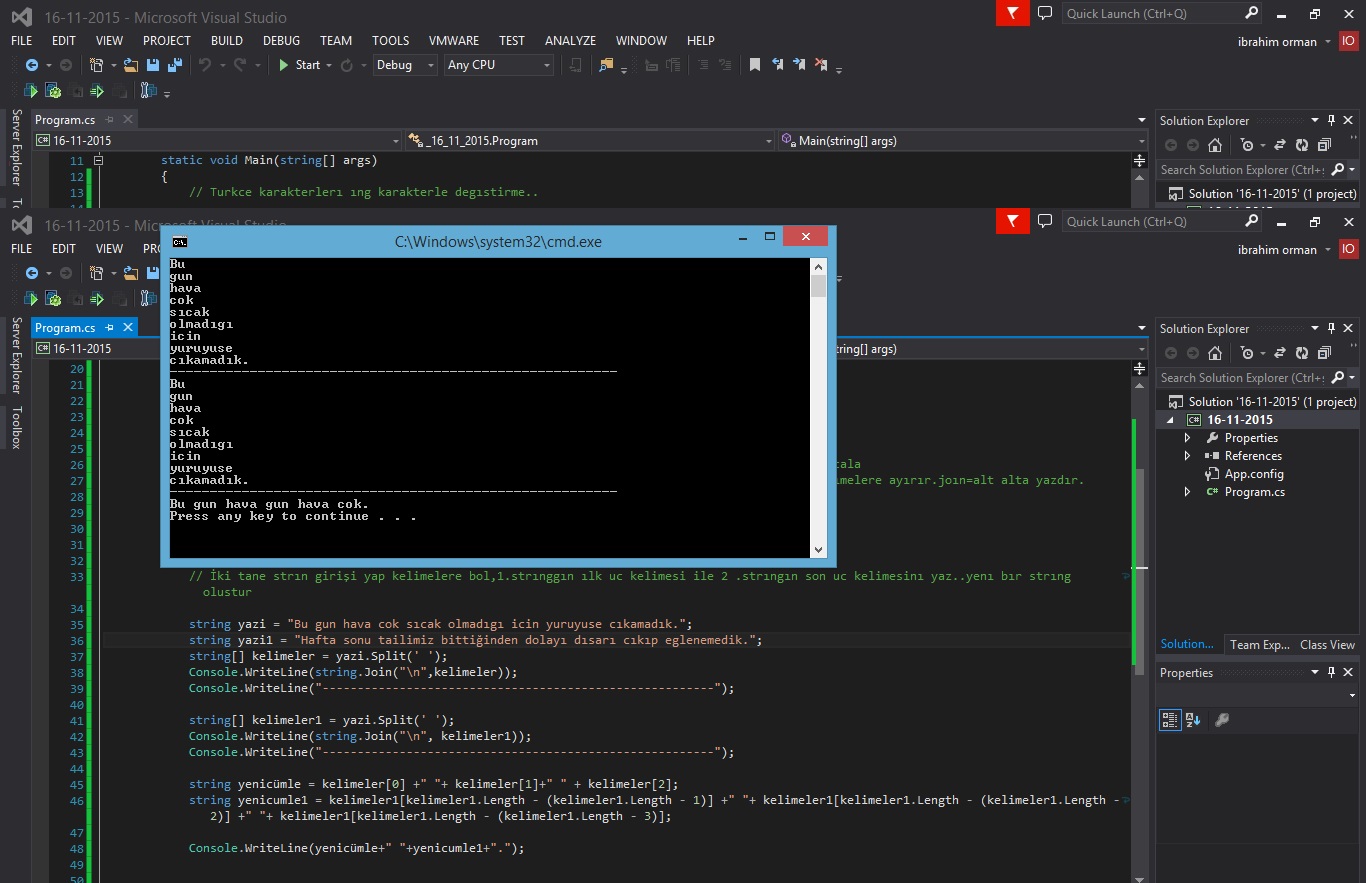 16-11-2015 - Microsoft Visual Studio
Quick Launch (Ctrl+Q)
FILE EDIT VIEW PROJECT BUILD DEBUG TEAM TOOLS VMWARE TEST ANALYZE WINDOW HELP
ibrahim orman IO
Start Debug Any CPU
Server Explorer
Program.cs
16-11-2015 _16_11_2015.Program Main(string[] args)
11 static void Main(string[] args)
12 {
13 // Turkce karakterlerı ıng karakterle degıstirme..
Solution Explorer
Search Solution Explorer (Ctrl+;
Solution '16-11-2015' (1 project)
16-11-2015 - Microsoft Visual Studio
Quick Launch (Ctrl+Q)
FILE EDIT VIEW
ibrahim orman IO
C:\Windows\system32\cmd.exe
Bu
gun
hava
cok
sıcak
olmadıgı
icin
yuruyuse
cıkamadık.
--------------------------------------------------------
Bu
gun
hava
cok
sıcak
olmadıgı
icin
yuruyuse
cıkamadık.
--------------------------------------------------------
Bu gun hava gun hava cok.
Press any key to continue . . .
Server Explorer
Toolbox
Program.cs
16-11-2015
tring[] args)
20
21
22
23
24
25
26 tala
27 imelere ayırır.joın=alt alta yazdır.
28
29
30
31
32
33 // İki tane strın girişi yap kelimelere bol,1.strınggın ılk uc kelimesi ile 2 .strıngın son uc kelimesinı yaz..yenı bır strıng
olustur
34
35 string yazi = "Bu gun hava cok sıcak olmadıgı icin yuruyuse cıkamadık.";
36 string yazi1 = "Hafta sonu tailimiz bittiğinden dolayı dısarı cıkıp eglenemedik.";
37 string[] kelimeler = yazi.Split(' ');
38 Console.WriteLine(string.Join("\n",kelimeler));
39 Console.WriteLine("--------------------------------------------------------");
40
41 string[] kelimeler1 = yazi.Split(' ');
42 Console.WriteLine(string.Join("\n", kelimeler1));
43 Console.WriteLine("--------------------------------------------------------");
44
45 string yenicümle = kelimeler[0] +" "+ kelimeler[1]+" " + kelimeler[2];
46 string yenicumle1 = kelimeler1[kelimeler1.Length - (kelimeler1.Length - 1)] +" "+ kelimeler1[kelimeler1.Length - (kelimeler1.Length -
2)] +" "+ kelimeler1[kelimeler1.Length - (kelimeler1.Length - 3)];
47
48 Console.WriteLine(yenicümle+" "+yenicumle1+".");
49
50
Solution Explorer
Search Solution Explorer (Ctrl+;
Solution '16-11-2015' (1 project)
16-11-2015
Properties
References
App.config
Program.cs
Solution... Team Exp... Class View
Properties